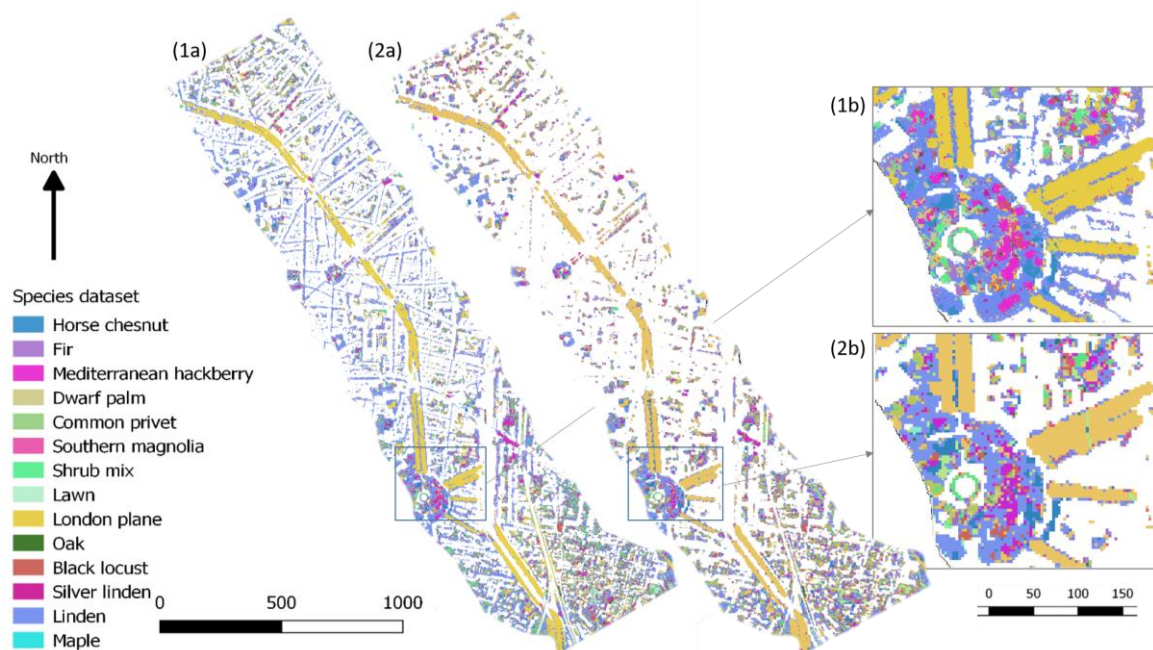 (1a)
(2a)
(1b)
North
(2b)
Species dataset
Horse chesnut
Fir
Mediterranean hackberry
Dwarf palm
Common privet
Southern magnolia
Shrub mix
Lawn
London plane
Oak
Black locust
Silver linden
Linden
Maple
0 500 1000
0 50 100 150